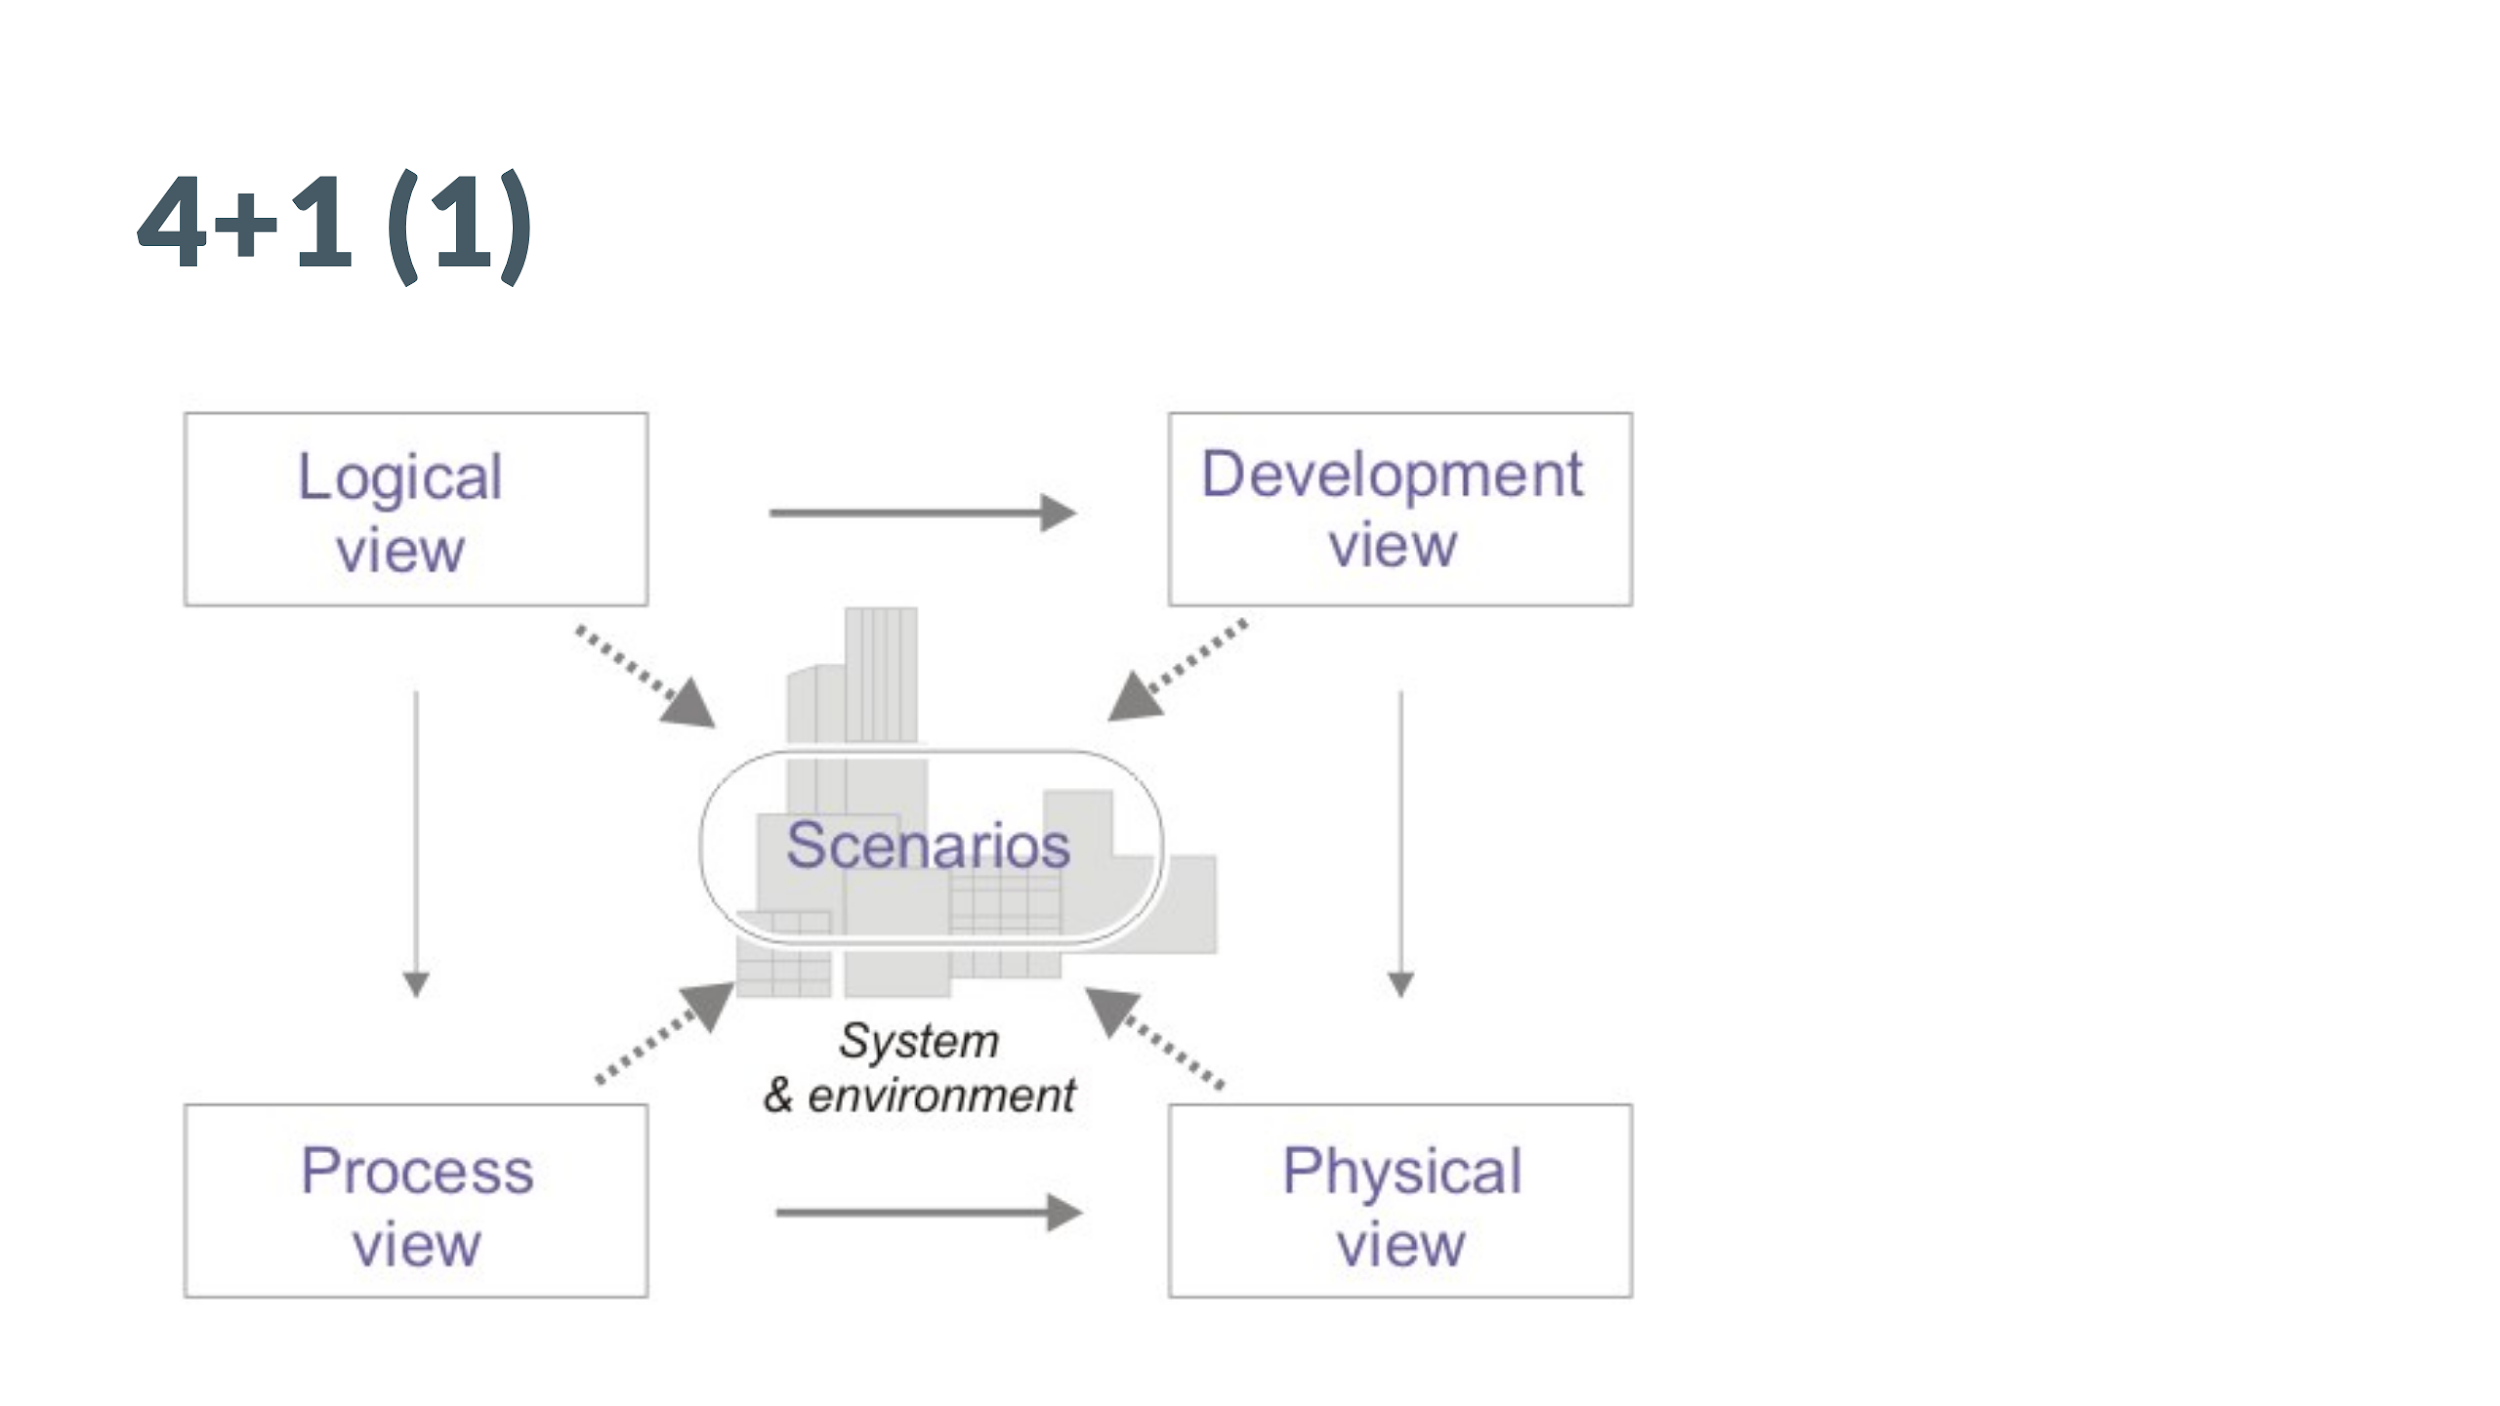 4+1 (1)
Logical
view
Development
view
Scenarios
System
& environment
Process
view
Physical
view